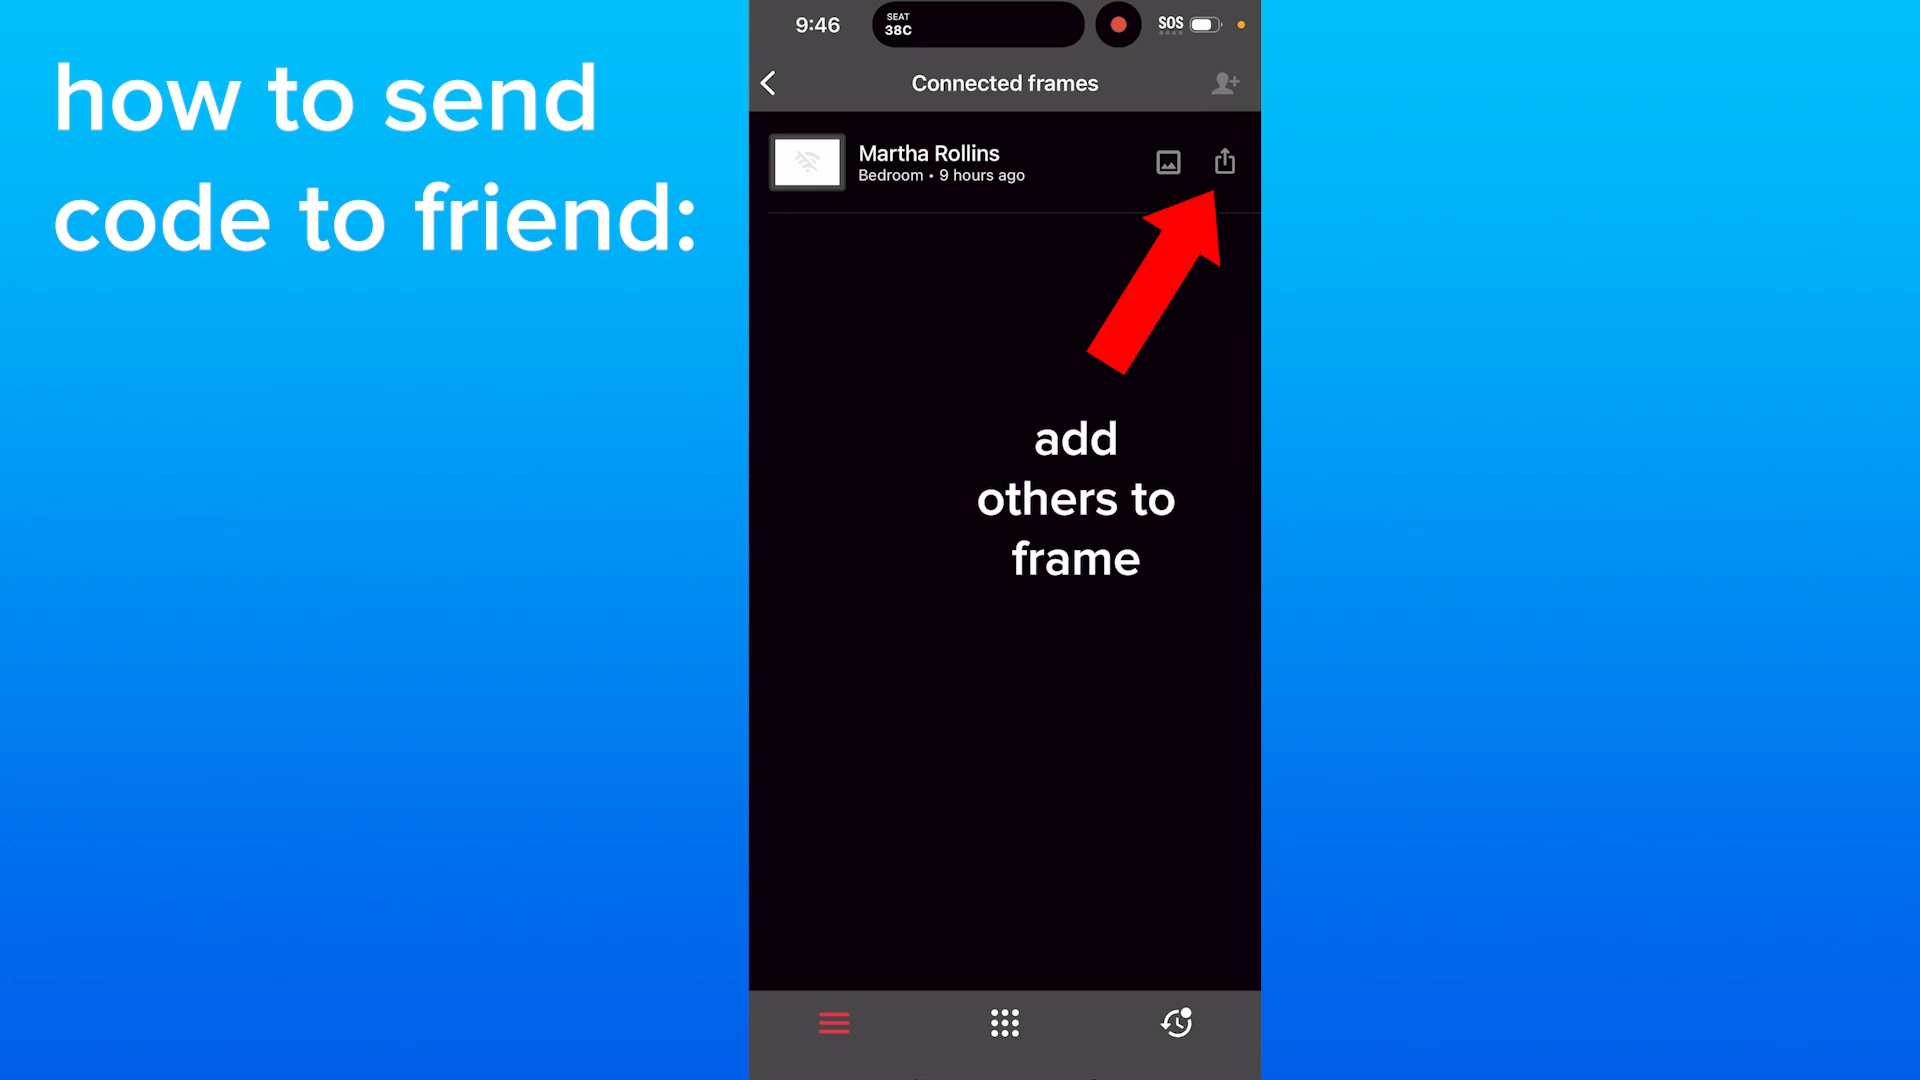 how to send
code to friend:
9:46
SEAT
38C
SOS
Connected frames
Martha Rollins
Bedroom • 9 hours ago
add
others to
frame